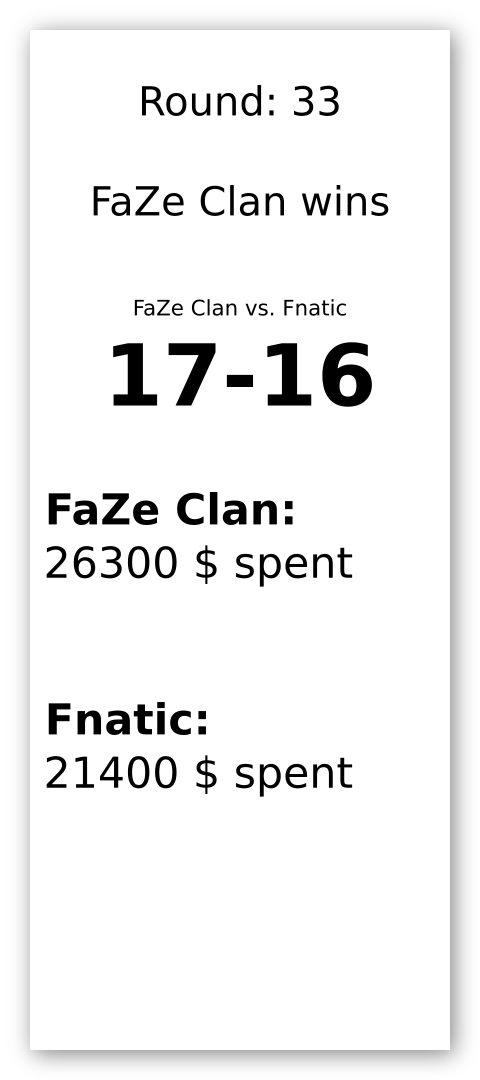 Round: 33
FaZe Clan wins
FaZe Clan vs. Fnatic
17-16
FaZe Clan:
26300 $ spent
Fnatic:
21400 $ spent